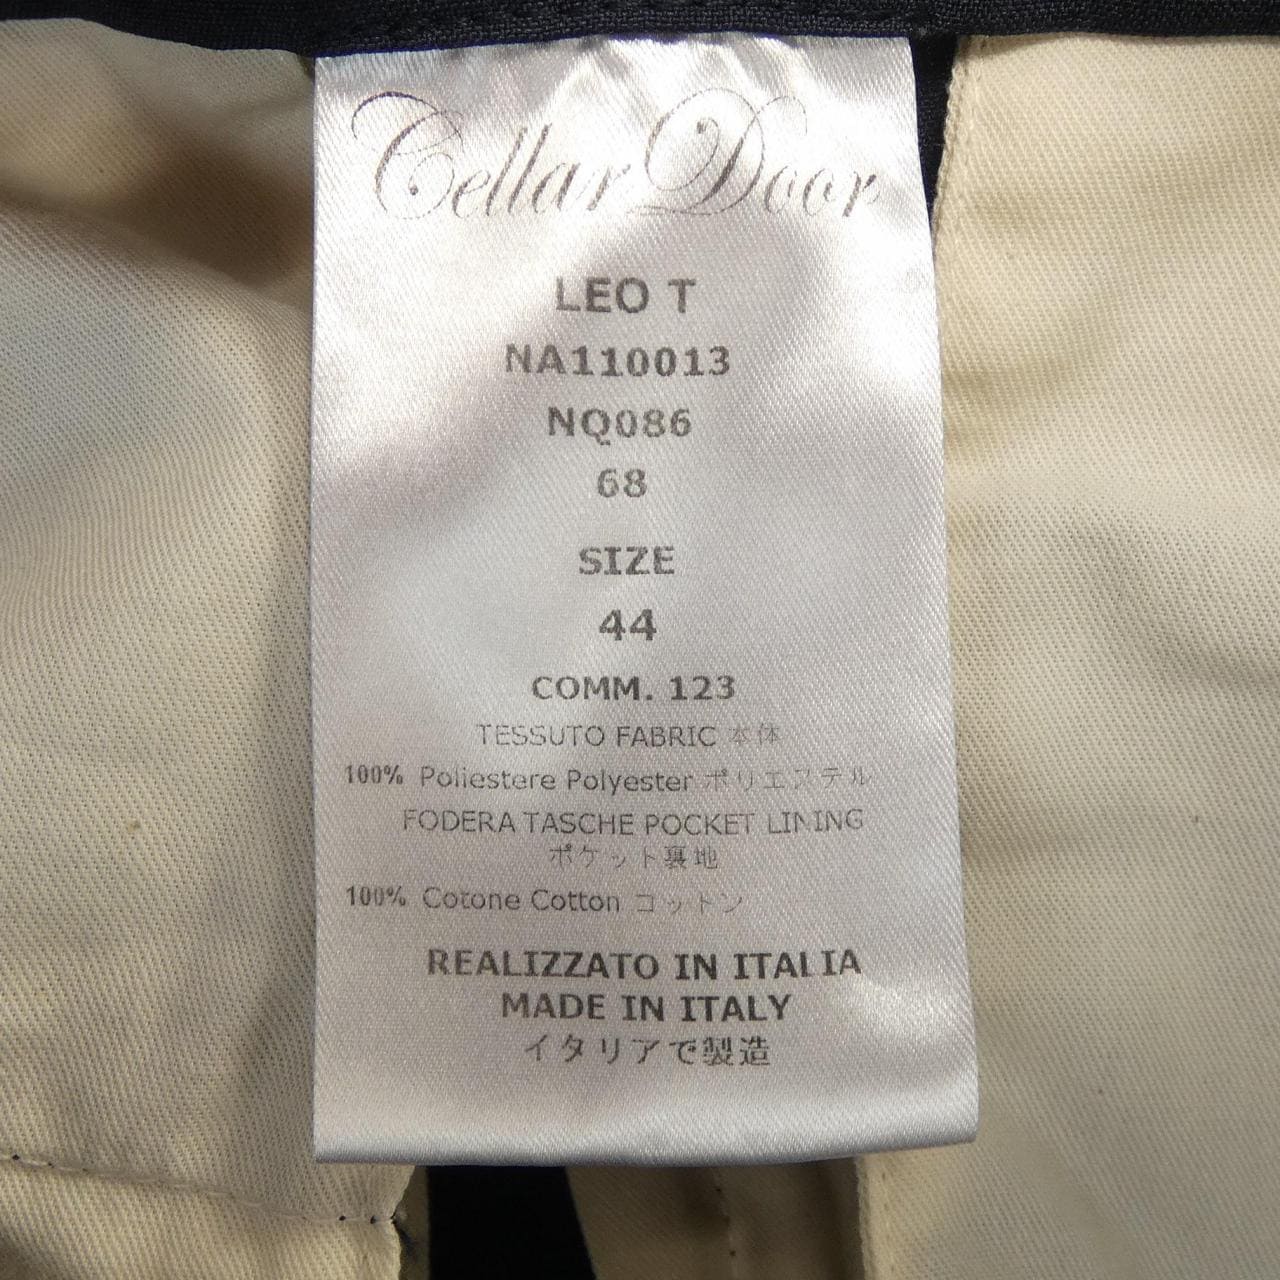 Cellar Door
LEO T
NA110013
NQ086
68
SIZE
44
COMM. 123
TESSUTO FABRIC 本体
100% Poliestere Polyester ポリエステル
FODERA TASCHE POCKET LINING
ポケット裏地
100% Cotone Cotton コットン
REALIZZATO IN ITALIA
MADE IN ITALY
イタリアで製造